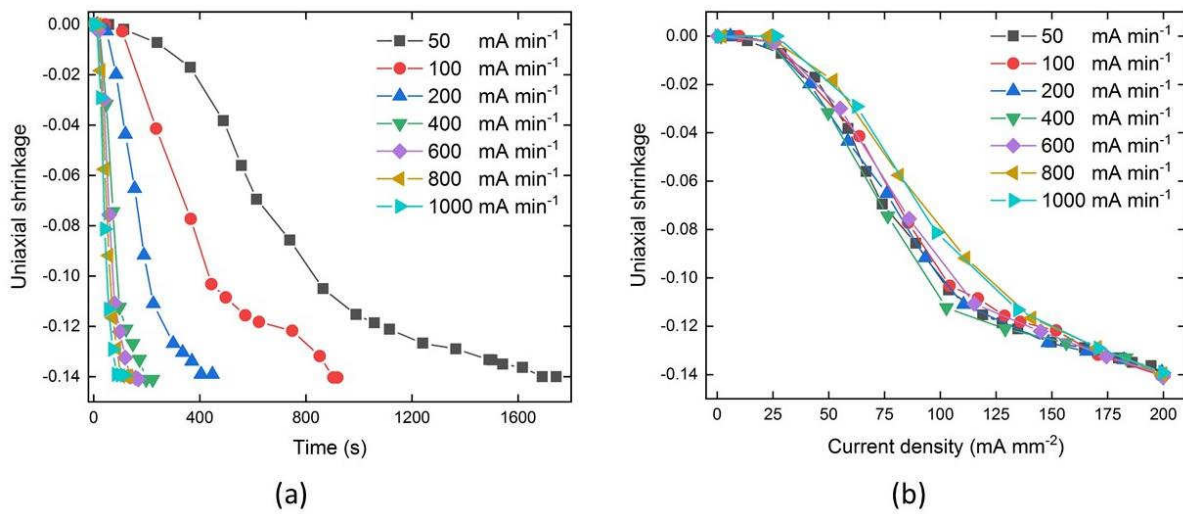 0.00
-0.02
-0.04
-0.06
-0.08
-0.10
-0.12
-0.14
Uniaxial shrinkage
50 mA min⁻¹
100 mA min⁻¹
200 mA min⁻¹
400 mA min⁻¹
600 mA min⁻¹
800 mA min⁻¹
1000 mA min⁻¹
0 400 800 1200 1600
Time (s)
(a)
0.00
-0.02
-0.04
-0.06
-0.08
-0.10
-0.12
-0.14
Uniaxial shrinkage
50 mA min⁻¹
100 mA min⁻¹
200 mA min⁻¹
400 mA min⁻¹
600 mA min⁻¹
800 mA min⁻¹
1000 mA min⁻¹
0 25 50 75 100 125 150 175 200
Current density (mA mm⁻²)
(b)